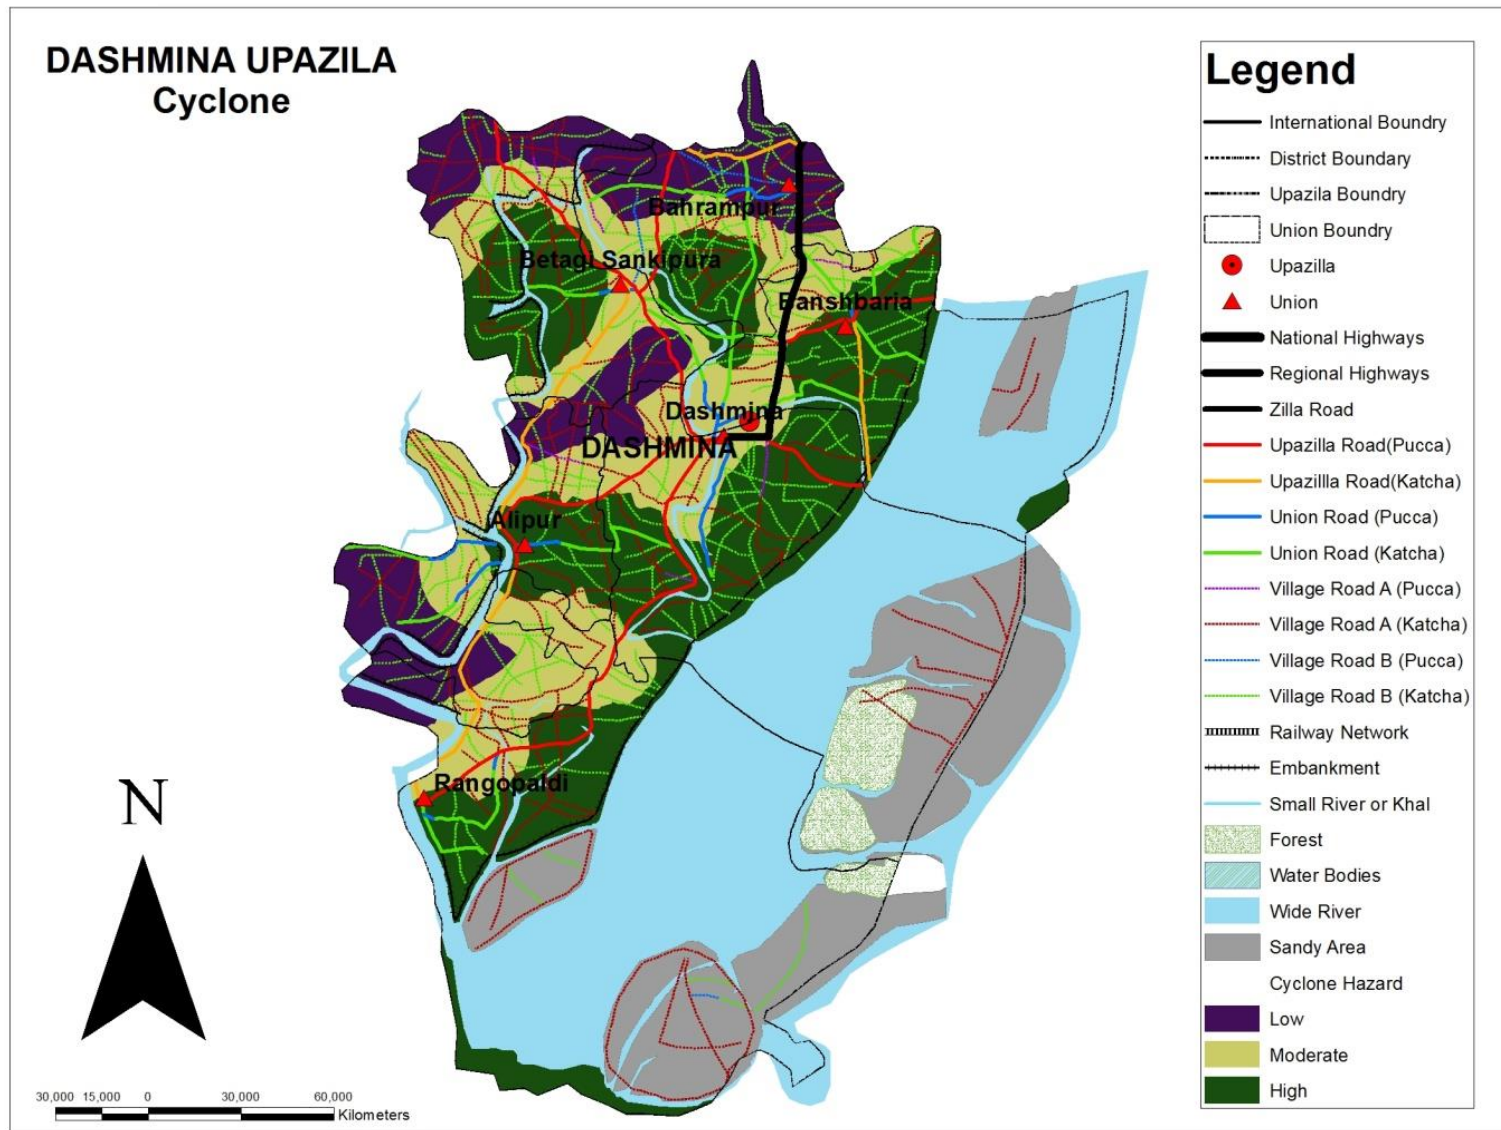 DASHMINA UPAZILA
Cyclone
Bahrampur
Betagi Sankipura
Banshbaria
Dashmina
DASHMINA
Alipur
Rangopaldi
N
30,000 15,000 0 30,000 60,000
Kilometers
Legend
International Boundry
District Boundary
Upazila Boundry
Union Boundry
Upazilla
Union
National Highways
Regional Highways
Zilla Road
Upazilla Road(Pucca)
Upazillla Road(Katcha)
Union Road (Pucca)
Union Road (Katcha)
Village Road A (Pucca)
Village Road A (Katcha)
Village Road B (Pucca)
Village Road B (Katcha)
Railway Network
Embankment
Small River or Khal
Forest
Water Bodies
Wide River
Sandy Area
Cyclone Hazard
Low
Moderate
High